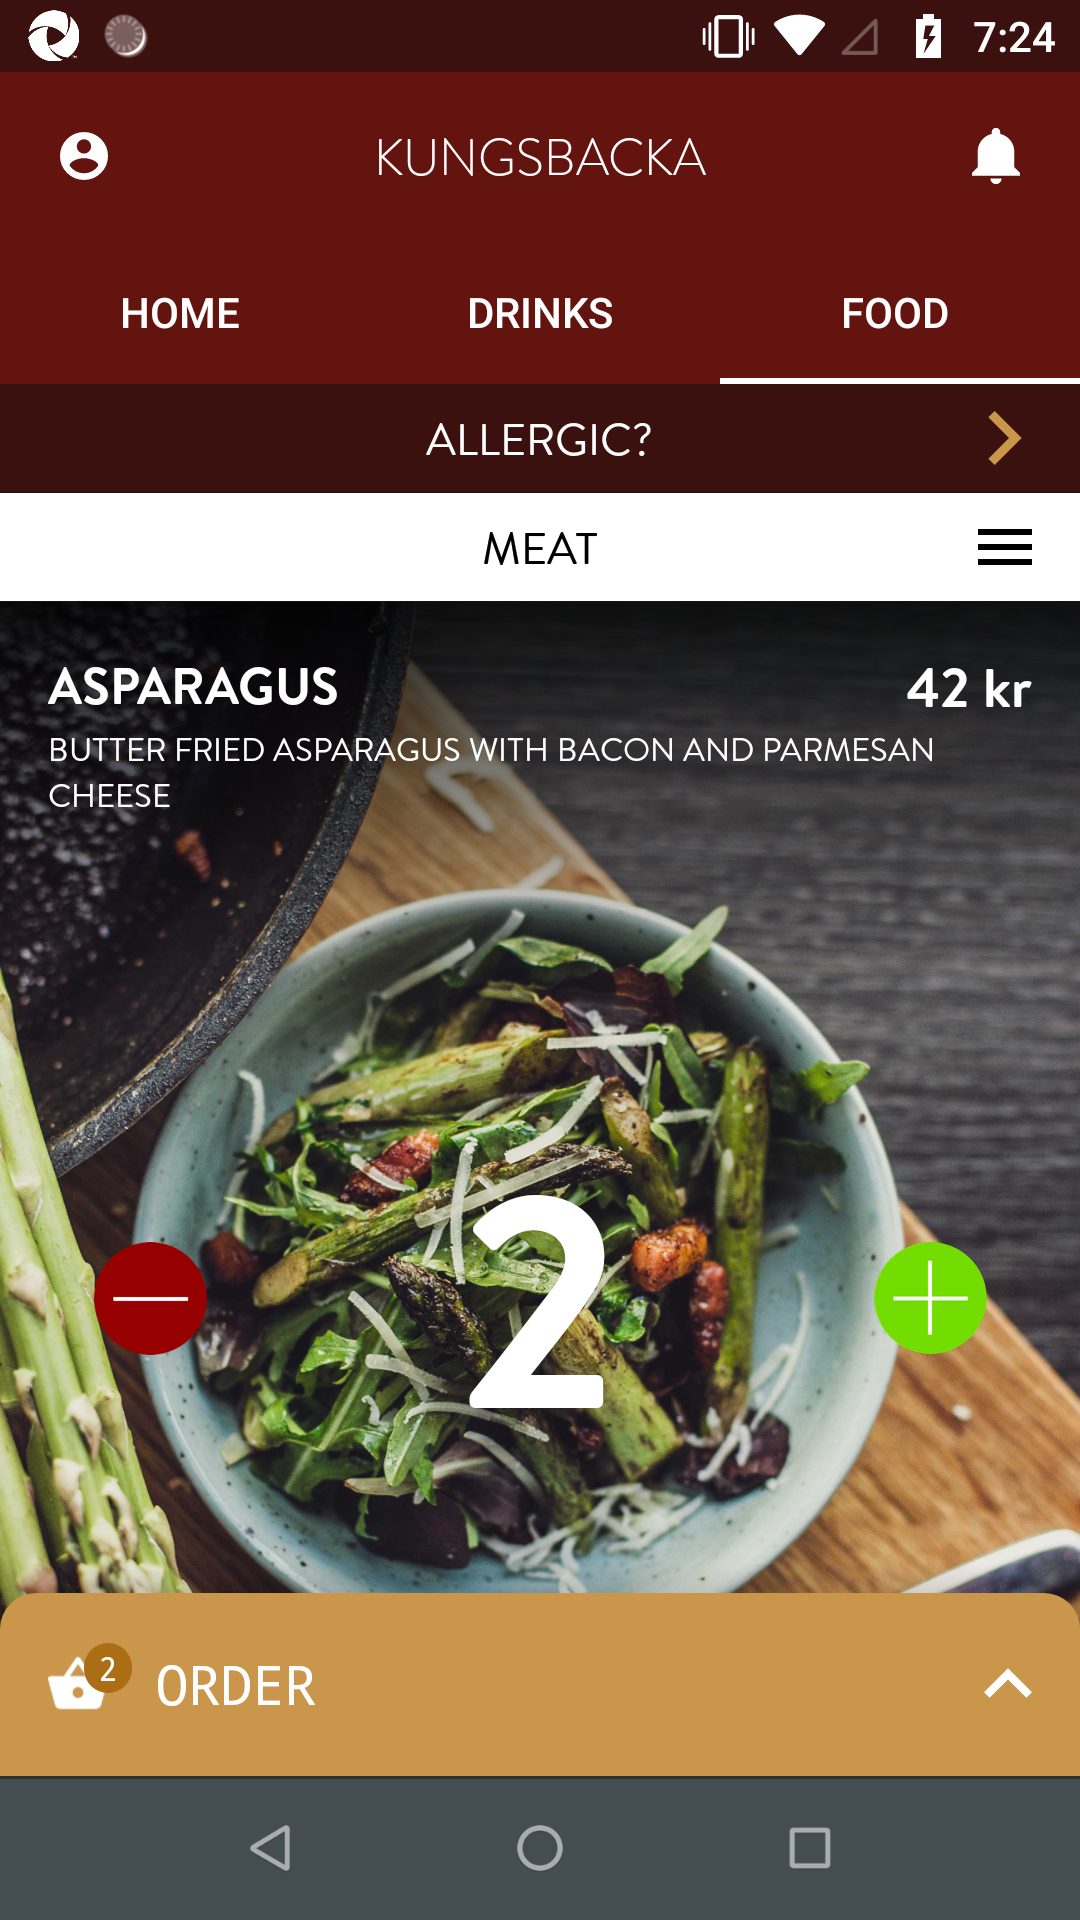 7:24
KUNGSBACKA
HOME DRINKS FOOD
ALLERGIC?
MEAT
ASPARAGUS 42 kr
BUTTER FRIED ASPARAGUS WITH BACON AND PARMESAN
CHEESE
2
2 ORDER